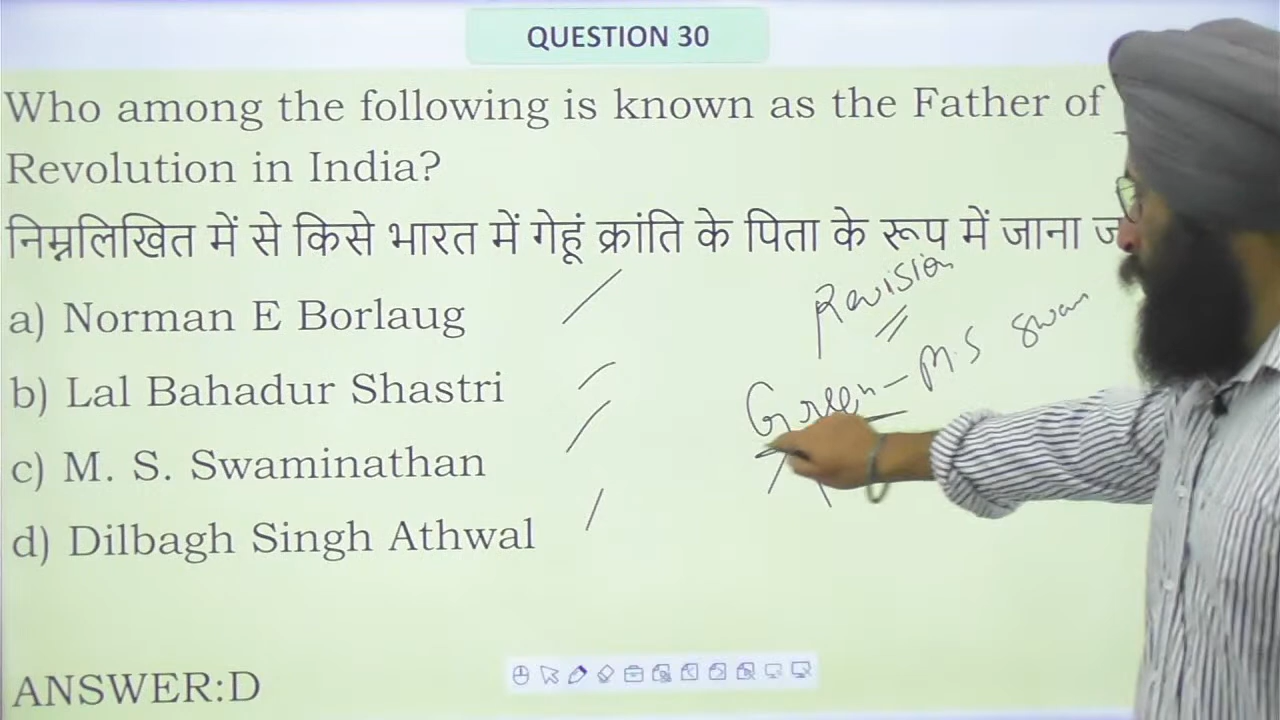 QUESTION 30
Who among the following is known as the Father of
Revolution in India?
निम्नलिखित में से किसे भारत में गेहूं क्रांति के पिता के रूप में जाना ज
a) Norman E Borlaug
b) Lal Bahadur Shastri
c) M. S. Swaminathan
d) Dilbagh Singh Athwal
Revision
Green - M.S Swam
ANSWER:D